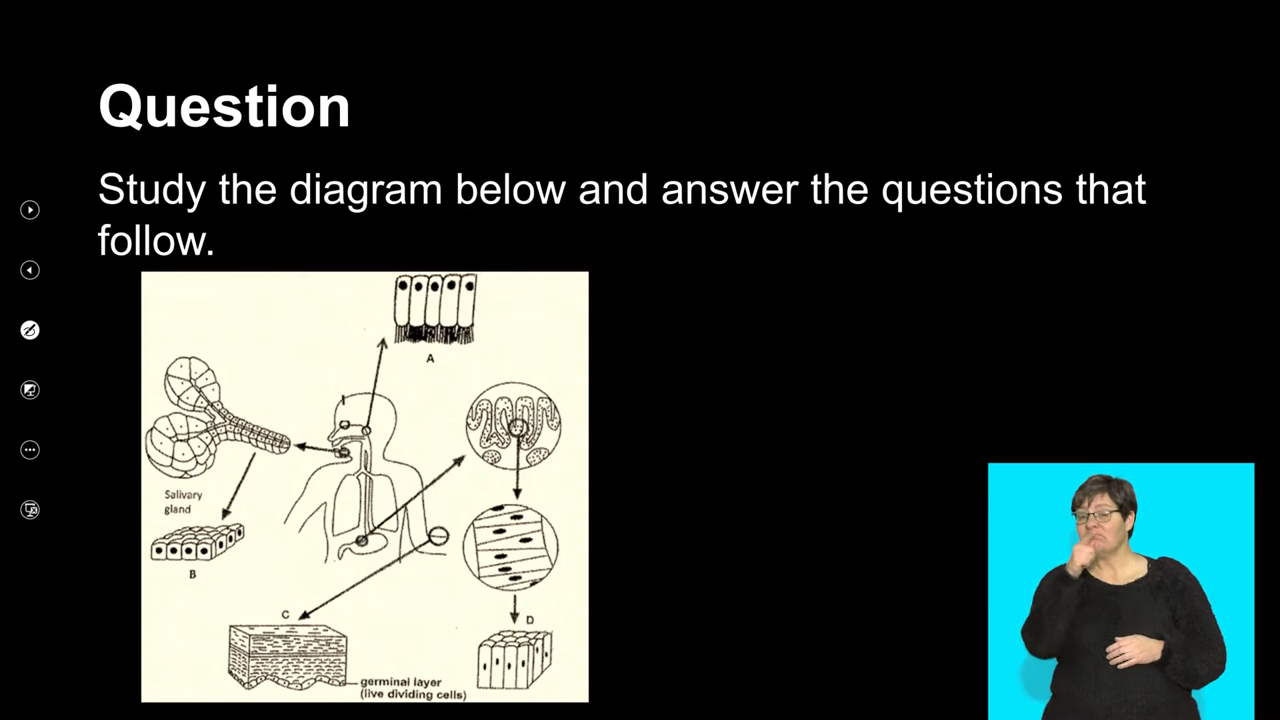 Question
Study the diagram below and answer the questions that
follow.
A
Salivary
gland
B
C
D
germinal layer
(live dividing cells)